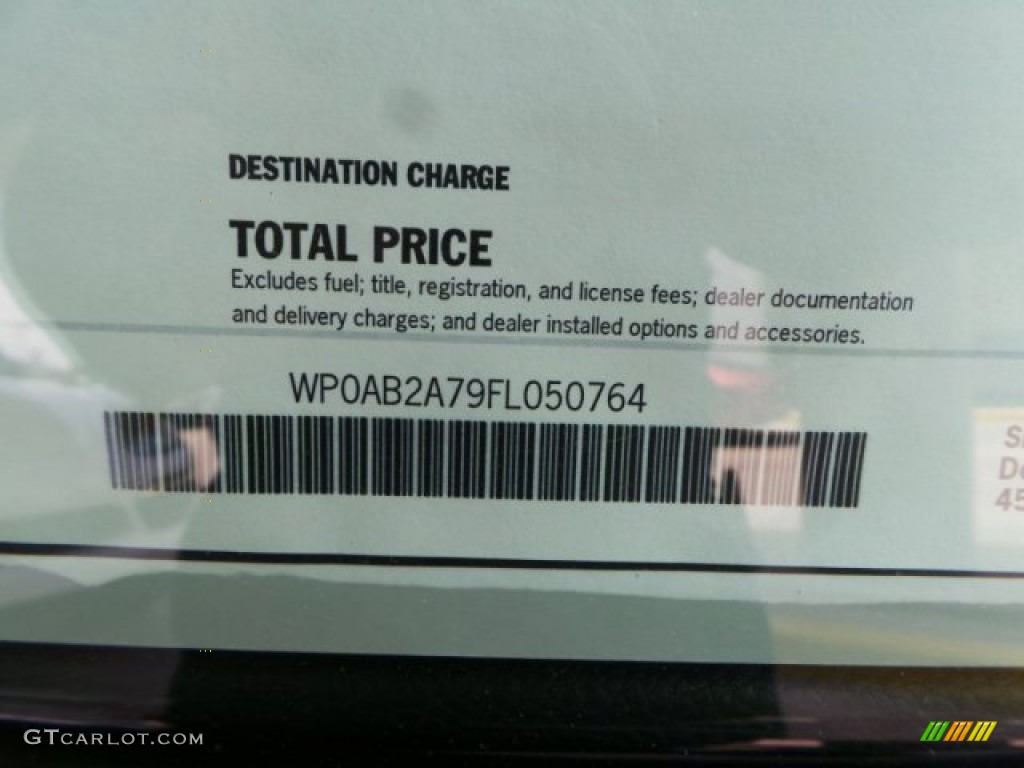 DESTINATION CHARGE
TOTAL PRICE
Excludes fuel; title, registration, and license fees; dealer documentation
and delivery charges; and dealer installed options and accessories.
WP0AB2A79FL050764
45
GTCARLOT.COM